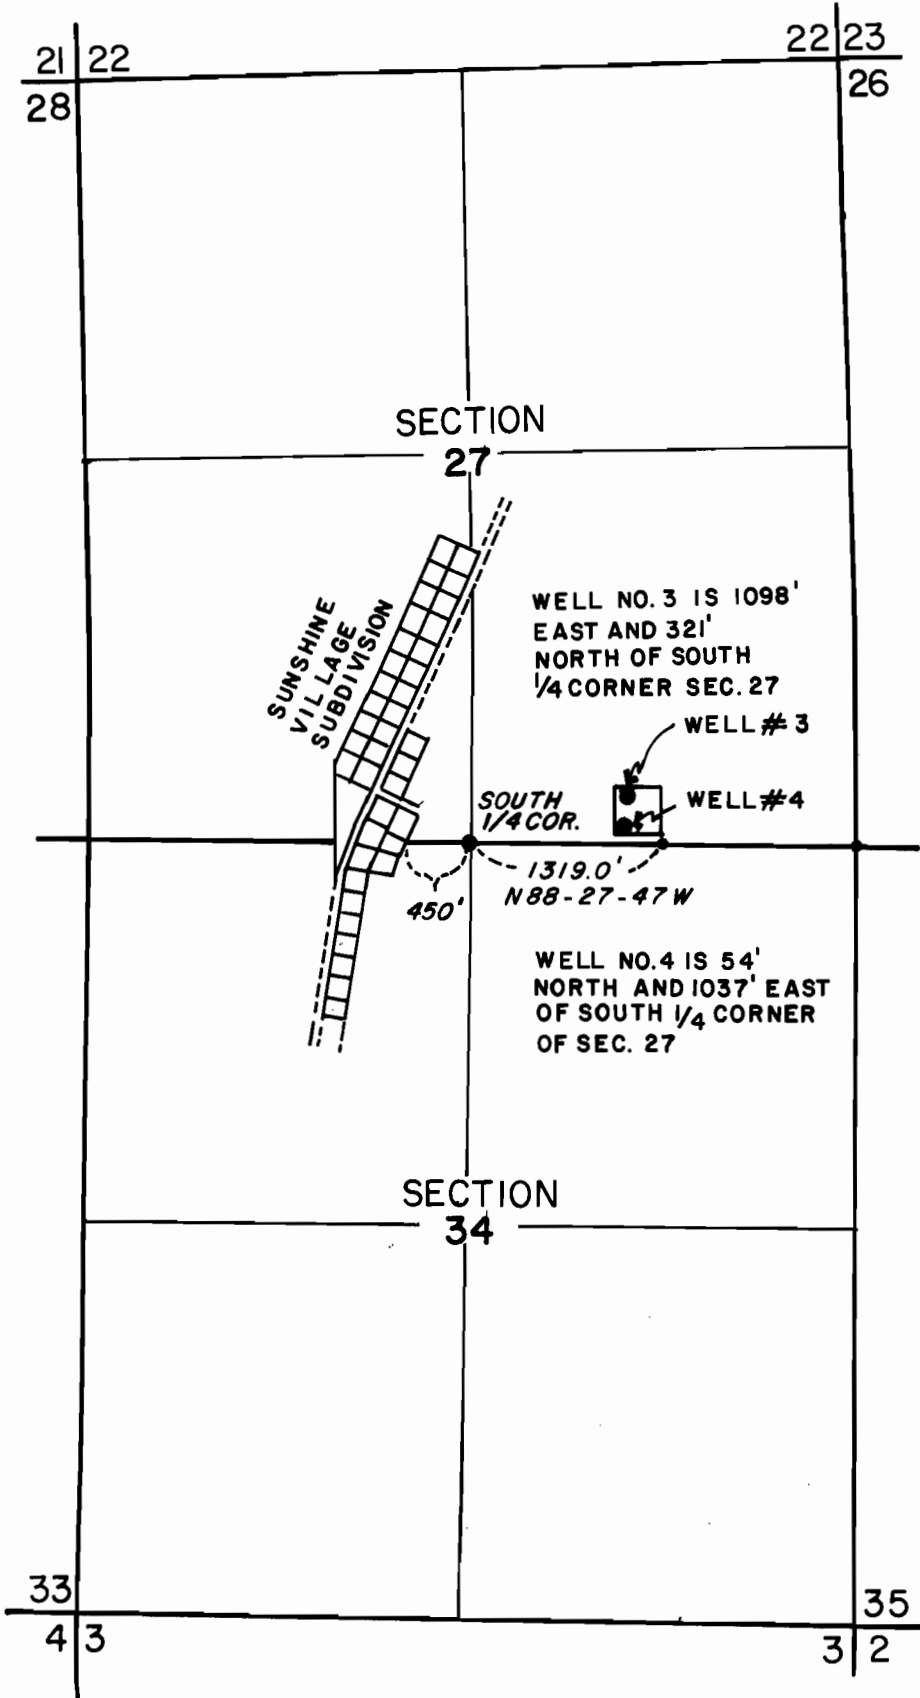 21 22
22 23
28
26
SECTION
27
SUNSHINE
VILLAGE
SUBDIVISION
WELL NO. 3 IS 1098'
EAST AND 321'
NORTH OF SOUTH
1/4 CORNER SEC. 27
WELL # 3
WELL #4
SOUTH
1/4 COR.
1319.0'
N88-27-47W
450'
WELL NO. 4 IS 54'
NORTH AND 1037' EAST
OF SOUTH 1/4 CORNER
OF SEC. 27
SECTION
34
33
35
4 3
3 2